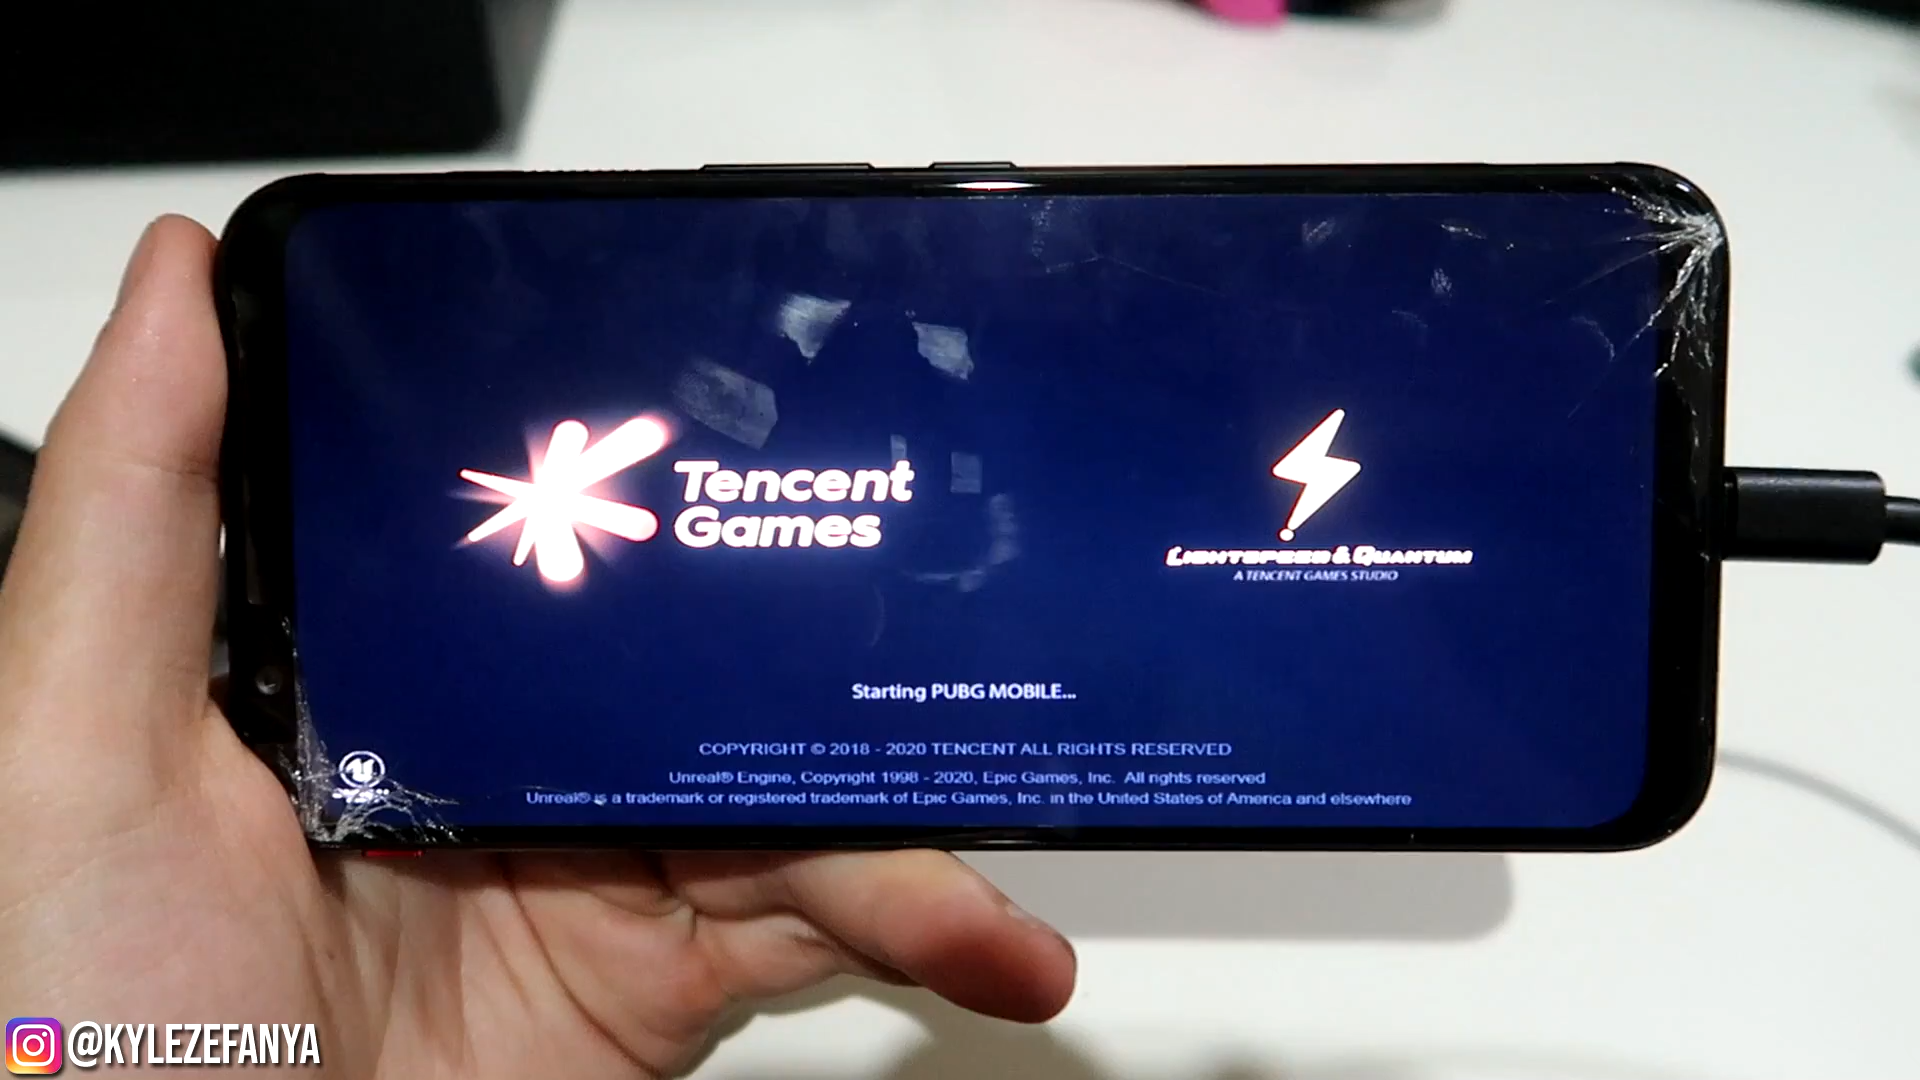 Tencent
Games
LIGHTSPEED & QUANTUM
A TENCENT GAMES STUDIO
Starting PUBG MOBILE...
COPYRIGHT © 2018 - 2020 TENCENT ALL RIGHTS RESERVED
Unreal® Engine, Copyright 1998 - 2020, Epic Games, Inc. All rights reserved
Unreal® is a trademark or registered trademark of Epic Games, Inc. in the United States of America and elsewhere
@KYLEZEFANYA